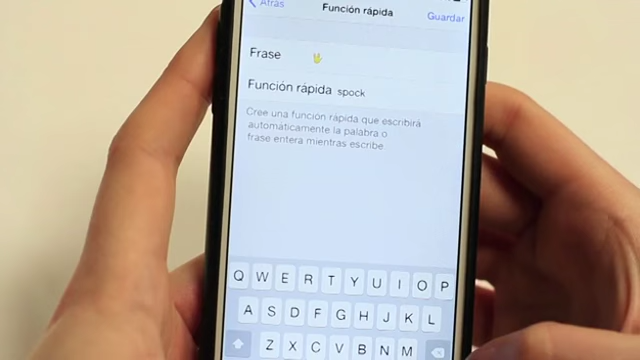 Atrás Función rápida Guardar
Frase 🖖
Función rápida spock
Cree una función rápida que escribirá
automáticamente la palabra o
frase entera mientras escribe.
Q W E R T Y U I O P
A S D F G H J K L
Z X C V B N M